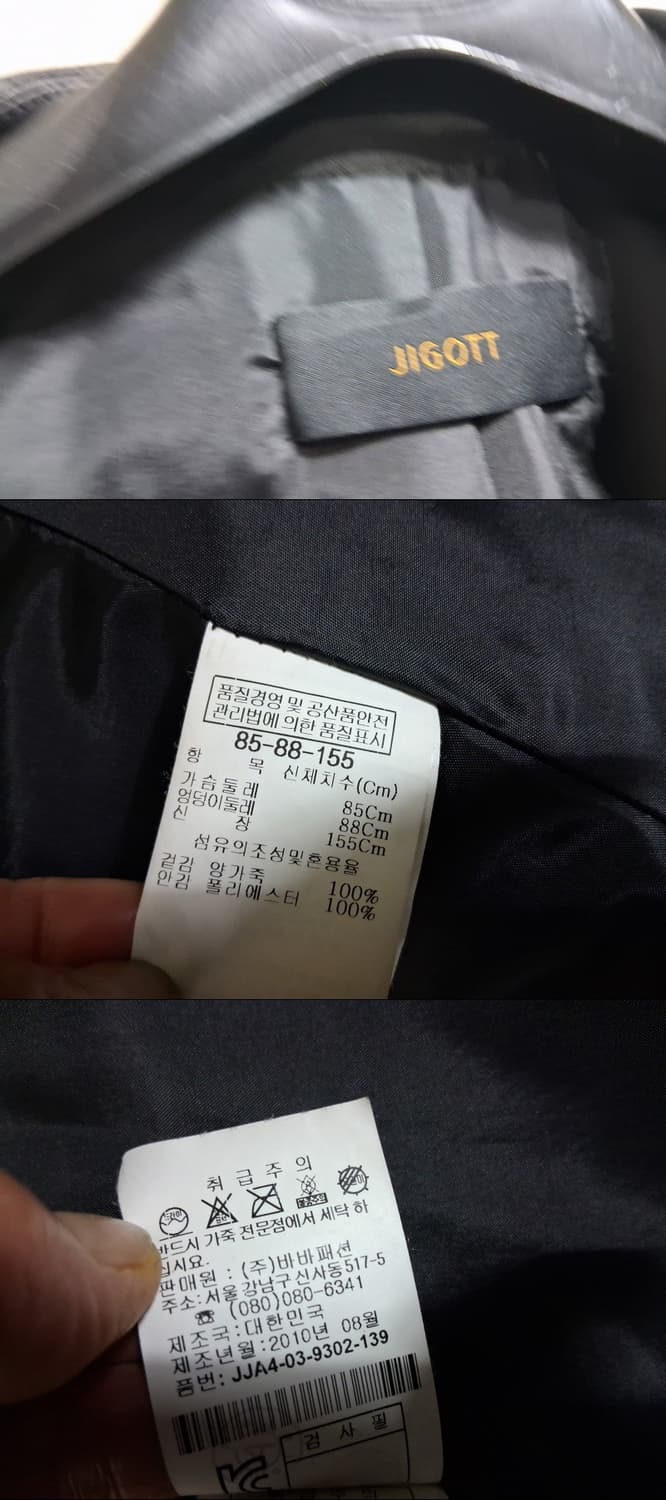 JIGOTT
품질경영 및 공산품안전
관리법에 의한 품질표시
85-88-155
항 목 신체치수(Cm)
가슴둘레 85Cm
엉덩이둘레 88Cm
신 장 155Cm
섬유의조성및혼용율
겉감 양가죽 100%
안감 폴리에스터 100%
취 급 주 의
반드시 가죽 전문점에서 세탁 하
십시요.
판매원 : (주)바바패션
주소:서울 강남구 신사동517-5
☎ (080)080-6341
제조국:대한민국
제조년월:2010년 08월
품번: JJA4-03-9302-139
검 사 필